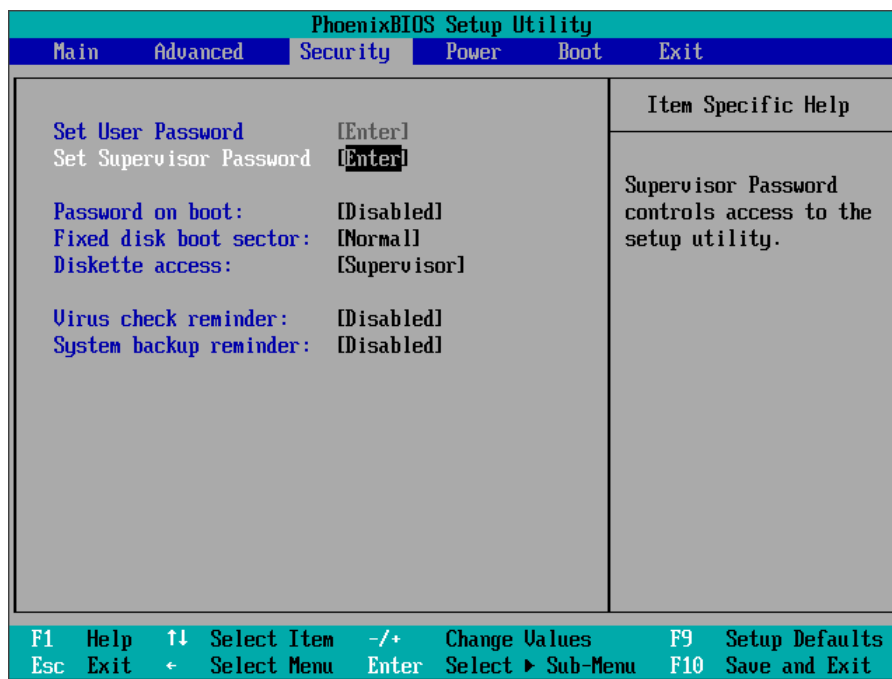 PhoenixBIOS Setup Utility
Main Advanced Security Power Boot Exit
Item Specific Help
Set User Password [Enter]
Set Supervisor Password [Enter]
Password on boot: [Disabled]
Fixed disk boot sector: [Normal]
Diskette access: [Supervisor]
Virus check reminder: [Disabled]
System backup reminder: [Disabled]
Supervisor Password
controls access to the
setup utility.
F1 Help ↑↓ Select Item -/+ Change Values F9 Setup Defaults
Esc Exit ← Select Menu Enter Select ▶ Sub-Menu F10 Save and Exit